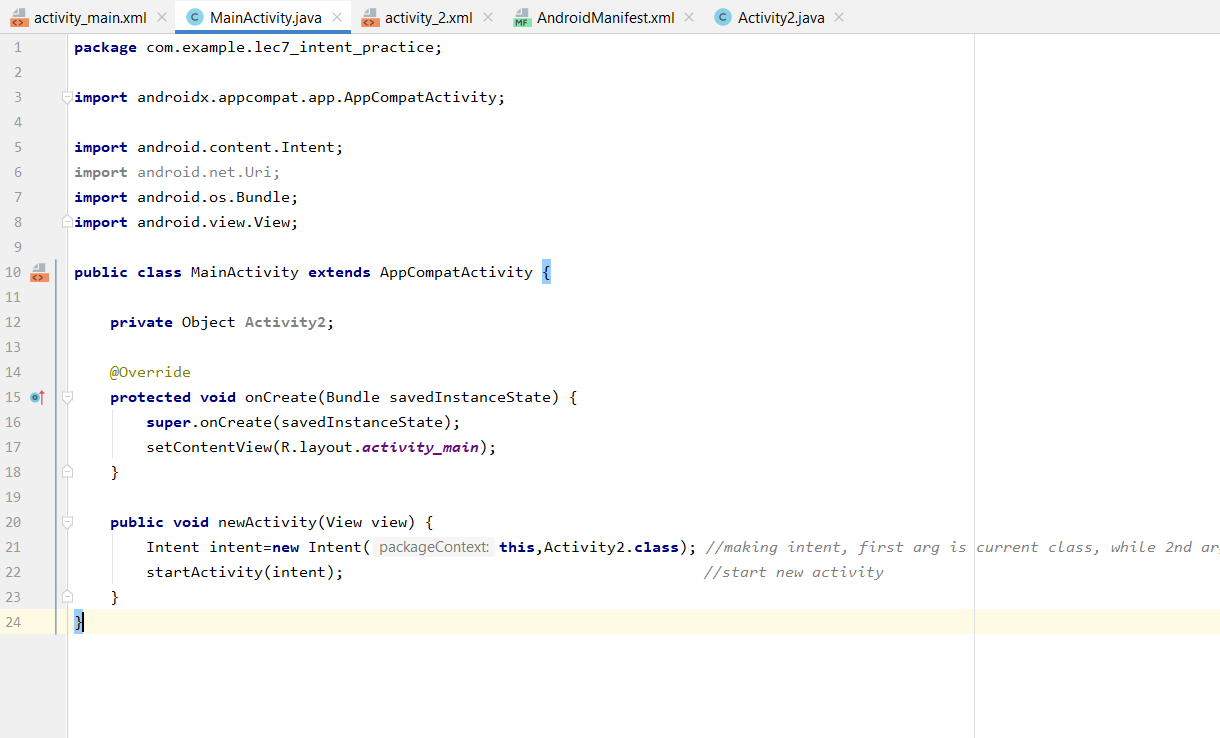 activity_main.xml MainActivity.java activity_2.xml AndroidManifest.xml Activity2.java
1 package com.example.lec7_intent_practice;
2
3 import androidx.appcompat.app.AppCompatActivity;
4
5 import android.content.Intent;
6 import android.net.Uri;
7 import android.os.Bundle;
8 import android.view.View;
9
10 public class MainActivity extends AppCompatActivity {
11
12 private Object Activity2;
13
14 @Override
15 protected void onCreate(Bundle savedInstanceState) {
16 super.onCreate(savedInstanceState);
17 setContentView(R.layout.activity_main);
18 }
19
20 public void newActivity(View view) {
21 Intent intent=new Intent( packageContext: this,Activity2.class); //making intent, first arg is current class, while 2nd
22 startActivity(intent); //start new activity
23 }
24 }